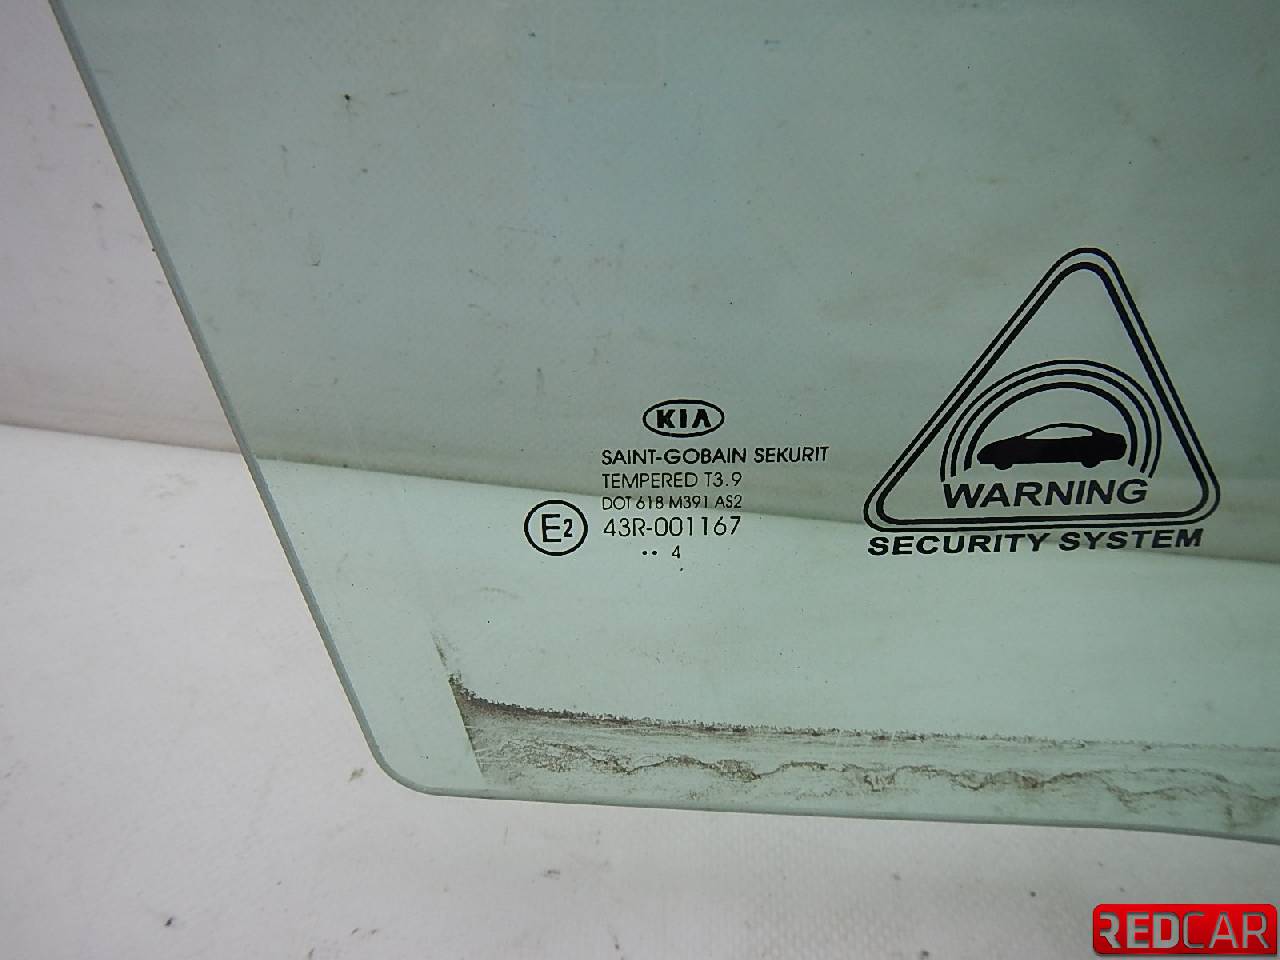 KIA
SAINT-GOBAIN SEKURIT
TEMPERED T3.9
DOT 618 M391 AS2
E2 43R-001167
·· 4
WARNING
SECURITY SYSTEM
REDCAR